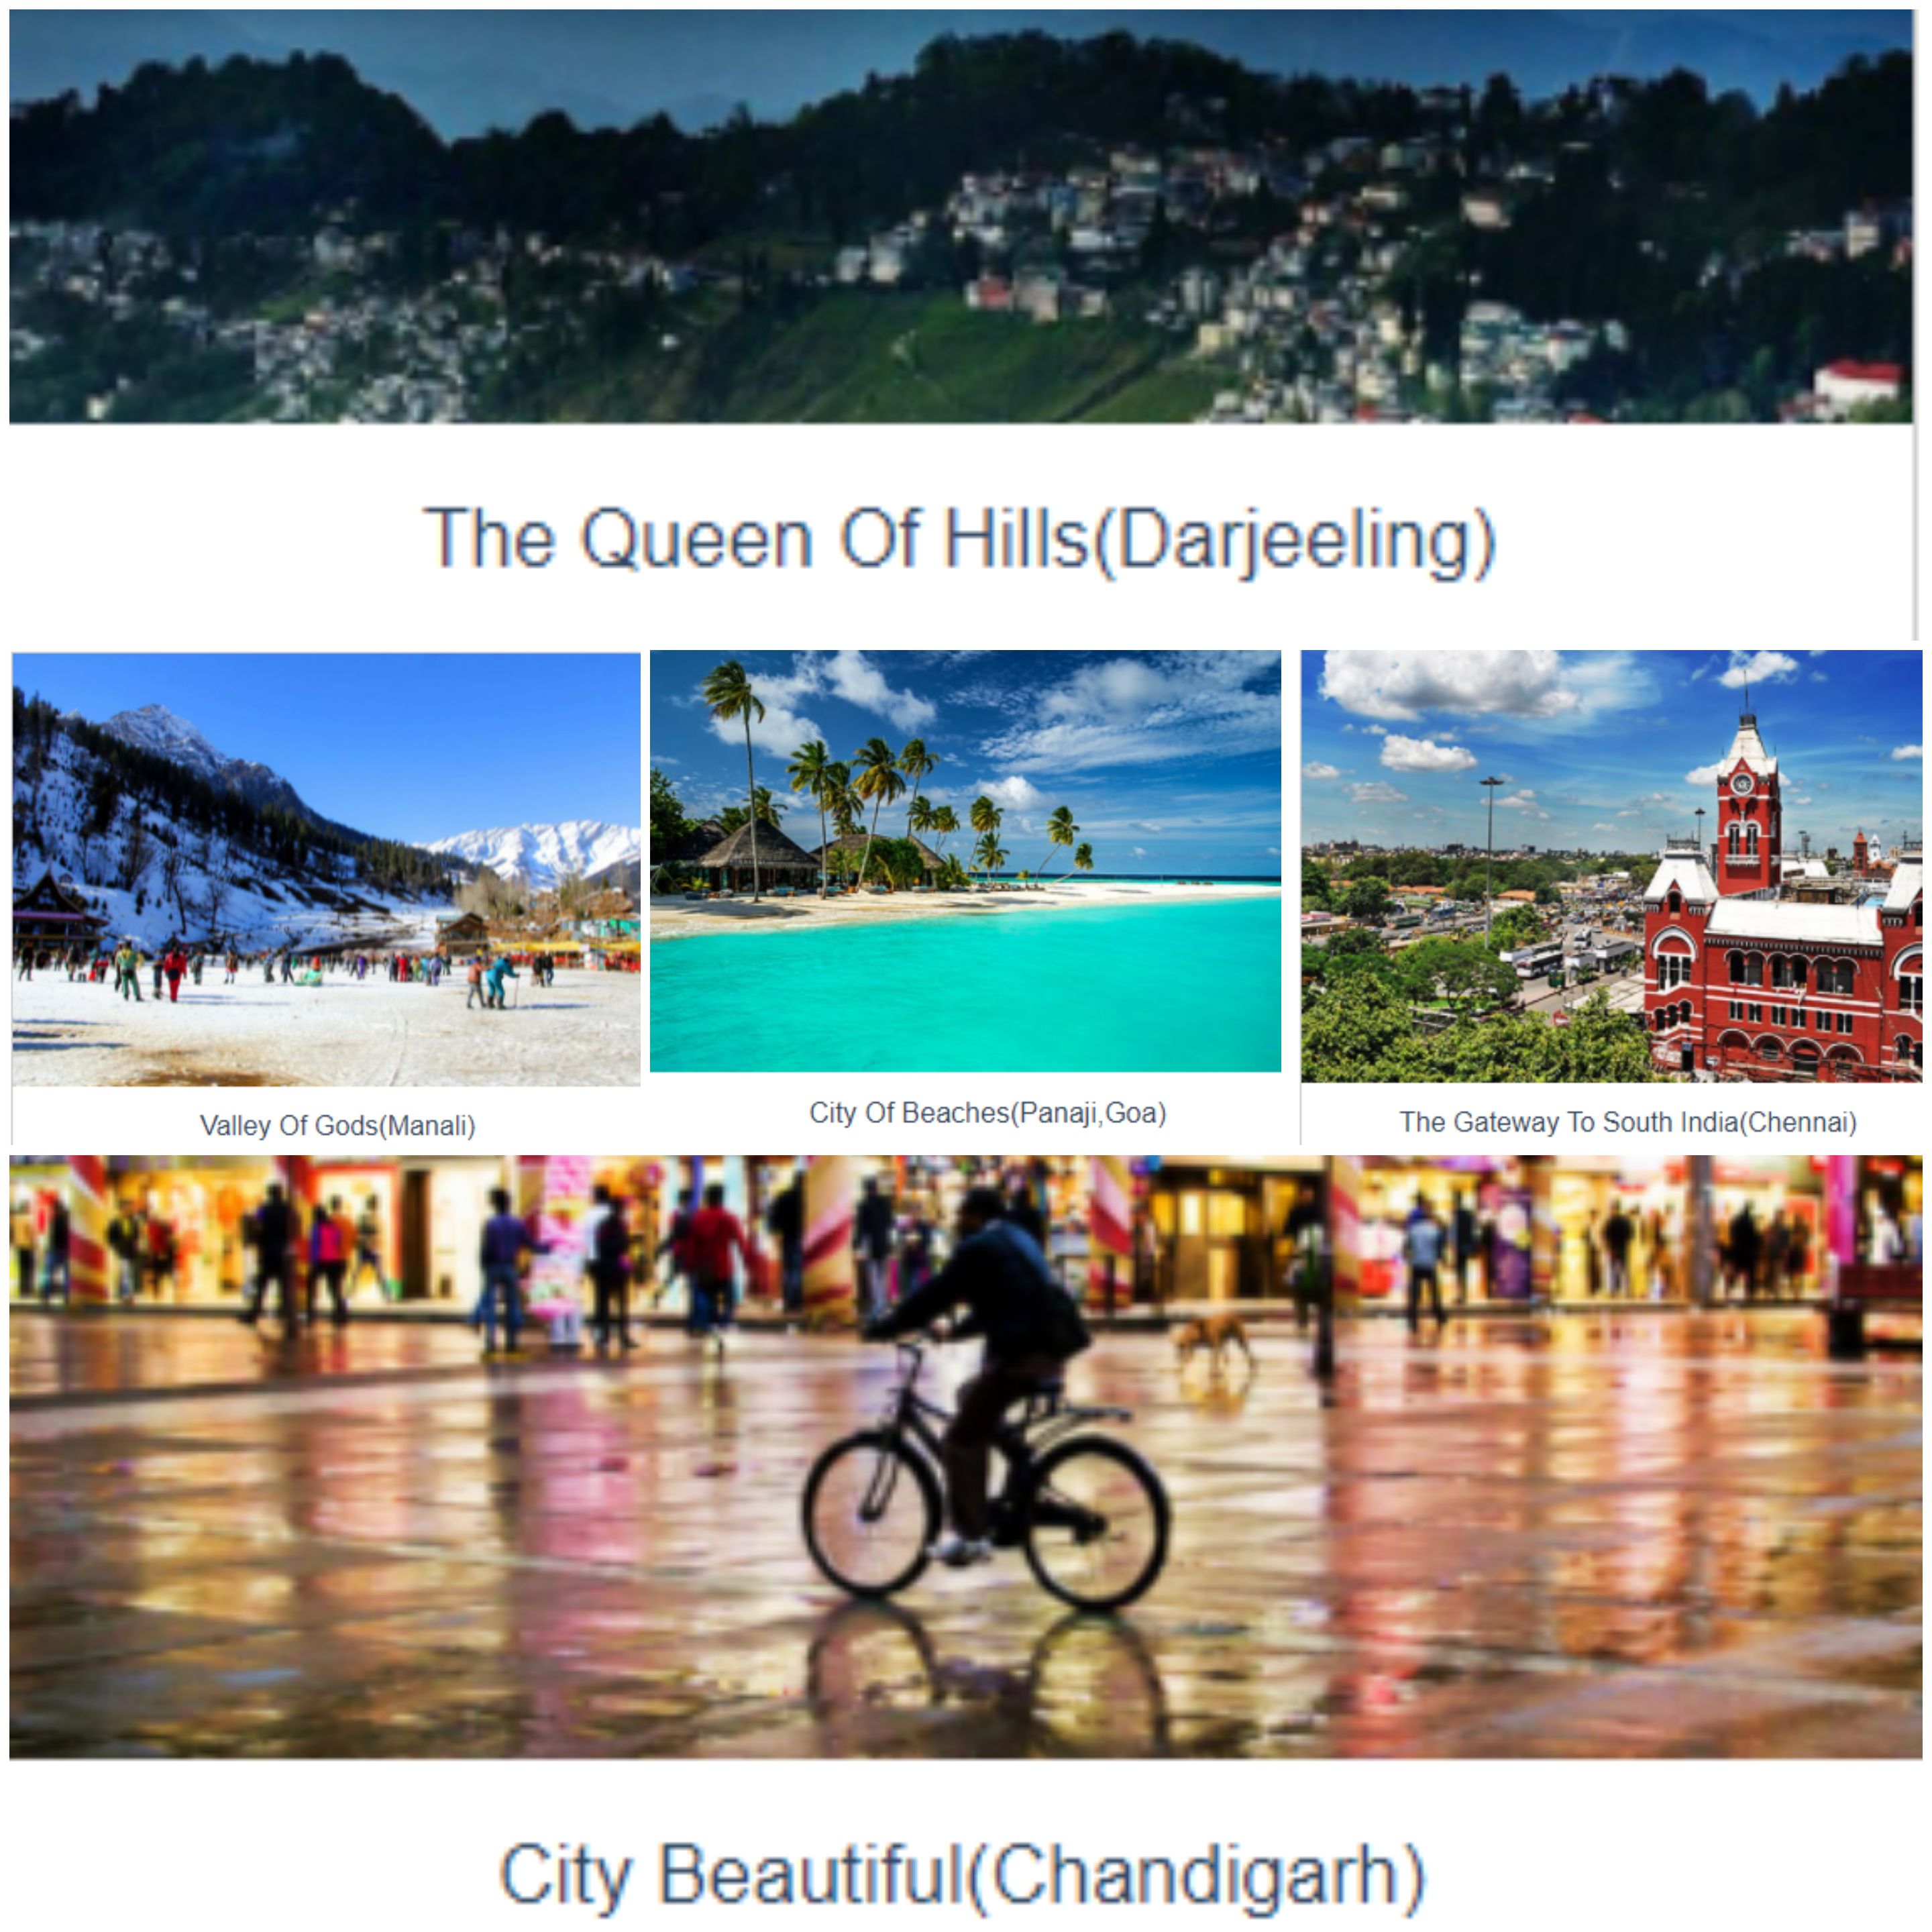 The Queen Of Hills(Darjeeling)
Valley Of Gods(Manali)
City Of Beaches(Panaji,Goa)
The Gateway To South India(Chennai)
City Beautiful(Chandigarh)